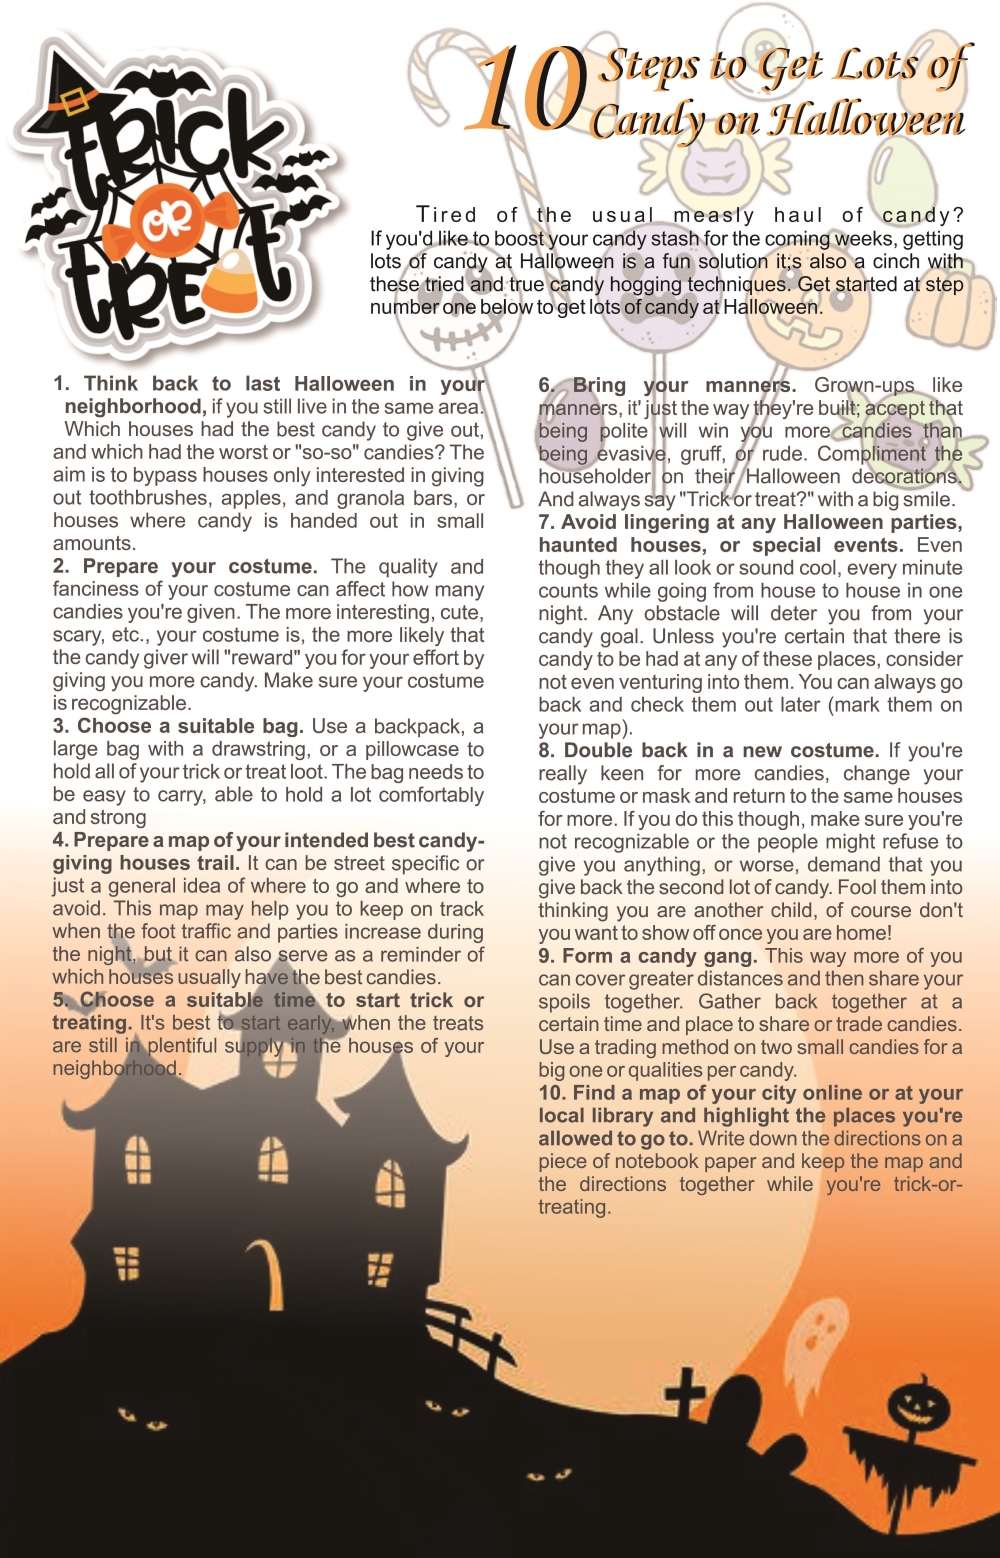 TRICK
OR
TREAT
10 Steps to Get Lots of
Candy on Halloween
Tired of the usual measly haul of candy?
If you'd like to boost your candy stash for the coming weeks, getting
lots of candy at Halloween is a fun solution it;s also a cinch with
these tried and true candy hogging techniques. Get started at step
number one below to get lots of candy at Halloween.
1. Think back to last Halloween in your
neighborhood, if you still live in the same area.
Which houses had the best candy to give out,
and which had the worst or "so-so" candies? The
aim is to bypass houses only interested in giving
out toothbrushes, apples, and granola bars, or
houses where candy is handed out in small
amounts.
2. Prepare your costume. The quality and
fanciness of your costume can affect how many
candies you're given. The more interesting, cute,
scary, etc., your costume is, the more likely that
the candy giver will "reward" you for your effort by
giving you more candy. Make sure your costume
is recognizable.
3. Choose a suitable bag. Use a backpack, a
large bag with a drawstring, or a pillowcase to
hold all of your trick or treat loot. The bag needs to
be easy to carry, able to hold a lot comfortably
and strong
4. Prepare a map of your intended best candy-
giving houses trail. It can be street specific or
just a general idea of where to go and where to
avoid. This map may help you to keep on track
when the foot traffic and parties increase during
the night, but it can also serve as a reminder of
which houses usually have the best candies.
5. Choose a suitable time to start trick or
treating. It's best to start early, when the treats
are still in plentiful supply in the houses of your
neighborhood.
6. Bring your manners. Grown-ups like
manners, it' just the way they're built; accept that
being polite will win you more candies than
being evasive, gruff, or rude. Compliment the
householder on their Halloween decorations.
And always say "Trick or treat?" with a big smile.
7. Avoid lingering at any Halloween parties,
haunted houses, or special events. Even
though they all look or sound cool, every minute
counts while going from house to house in one
night. Any obstacle will deter you from your
candy goal. Unless you're certain that there is
candy to be had at any of these places, consider
not even venturing into them. You can always go
back and check them out later (mark them on
your map).
8. Double back in a new costume. If you're
really keen for more candies, change your
costume or mask and return to the same houses
for more. If you do this though, make sure you're
not recognizable or the people might refuse to
give you anything, or worse, demand that you
give back the second lot of candy. Fool them into
thinking you are another child, of course don't
you want to show off once you are home!
9. Form a candy gang. This way more of you
can cover greater distances and then share your
spoils together. Gather back together at a
certain time and place to share or trade candies.
Use a trading method on two small candies for a
big one or qualities per candy.
10. Find a map of your city online or at your
local library and highlight the places you're
allowed to go to. Write down the directions on a
piece of notebook paper and keep the map and
the directions together while you're trick-or-
treating.